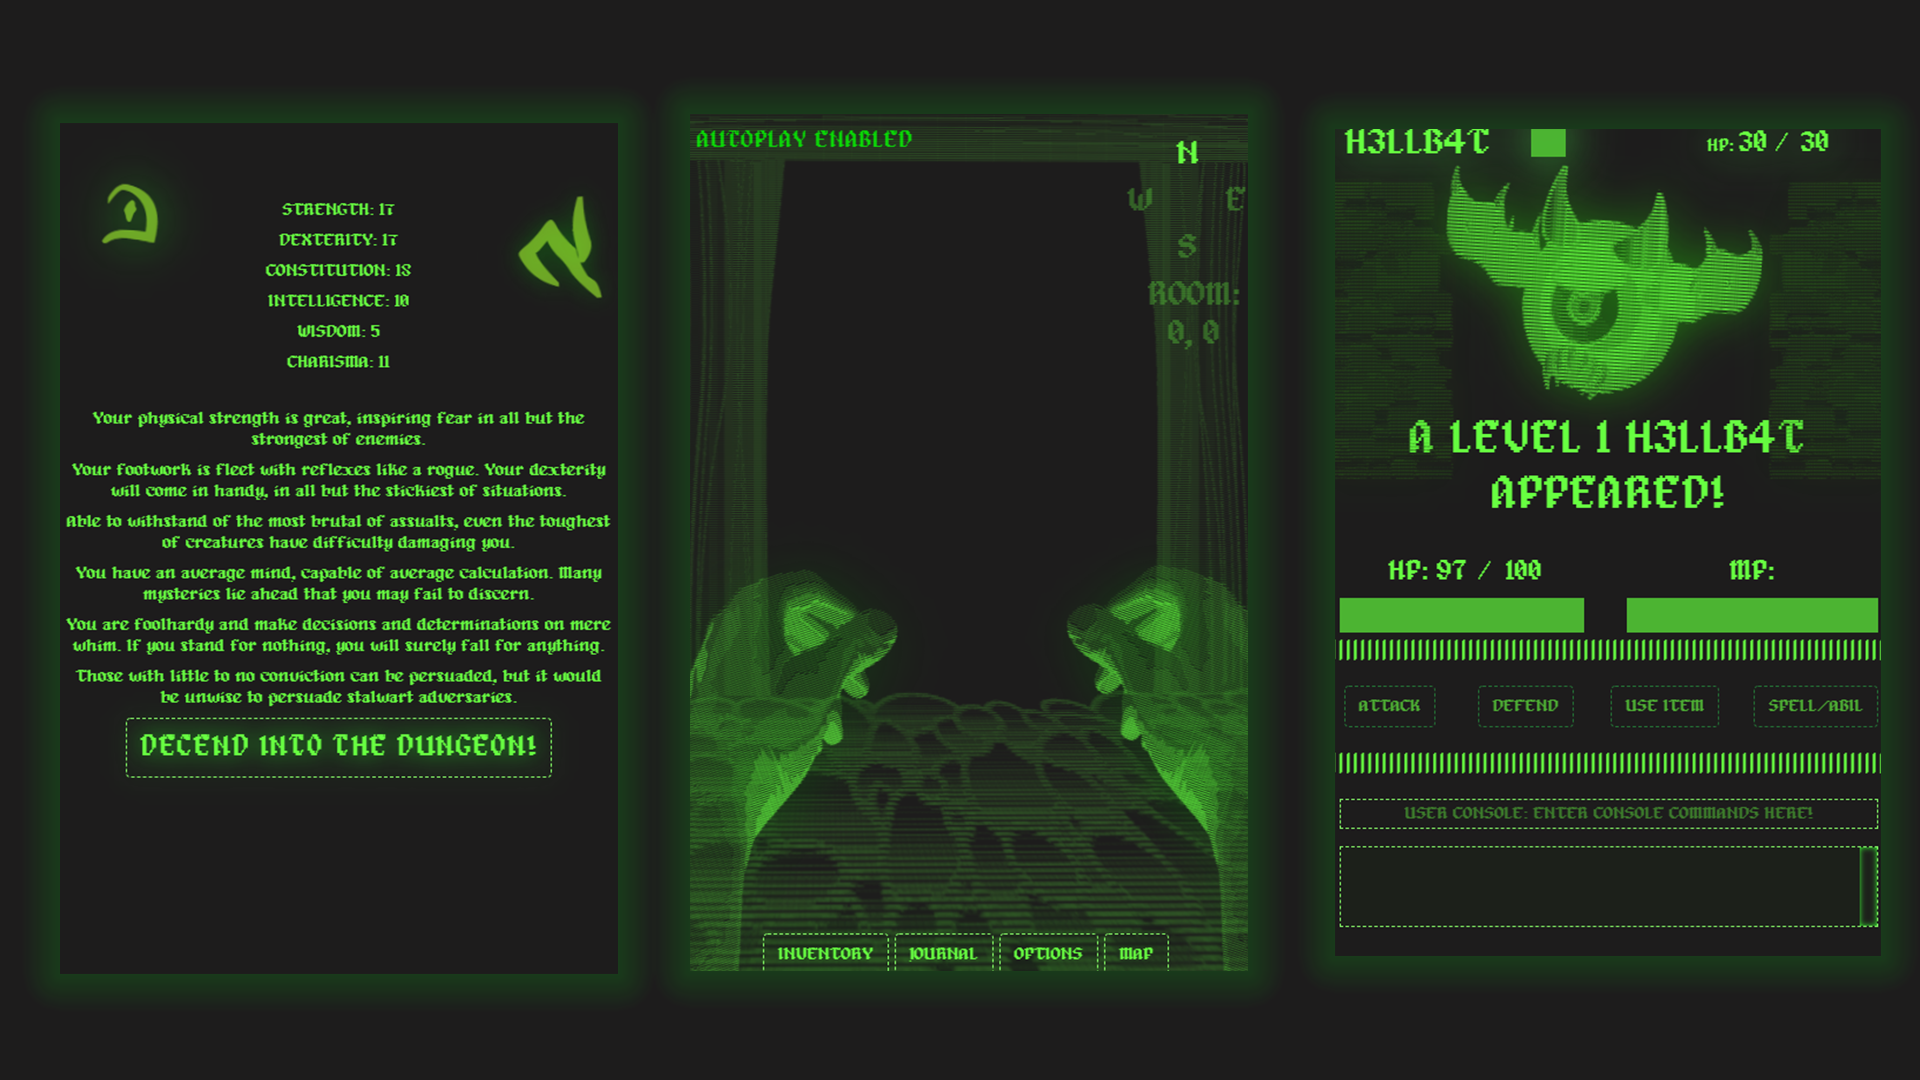 STRENGTH: 17
DEXTERITY: 17
CONSTITUTION: 18
INTELLIGENCE: 10
WISDOM: 5
CHARISMA: 11
Your physical strength is great, inspiring fear in all but the
strongest of enemies.
Your footwork is fleet with reflexes like a rogue. Your dexterity
will come in handy, in all but the stickiest of situations.
Able to withstand of the most brutal of assualts, even the toughest
of creatures have difficulty damaging you.
You have an average mind, capable of average calculation. Many
mysteries lie ahead that you may fail to discern.
You are foolhardy and make decisions and determinations on mere
whim. If you stand for nothing, you will surely fall for anything.
Those with little to no conviction can be persuaded, but it would
be unwise to persuade stalwart adversaries.
DECEND INTO THE DUNGEON!
AUTOPLAY ENABLED
N
W E
S
ROOM:
0, 0
INVENTORY JOURNAL OPTIONS MAP
H3LLB4T HP: 30 / 30
A LEVEL 1 H3LLB4T
APPEARED!
HP: 97 / 100 MP:
ATTACK DEFEND USE ITEM SPELL/ABIL
USER CONSOLE: ENTER CONSOLE COMMANDS HERE!